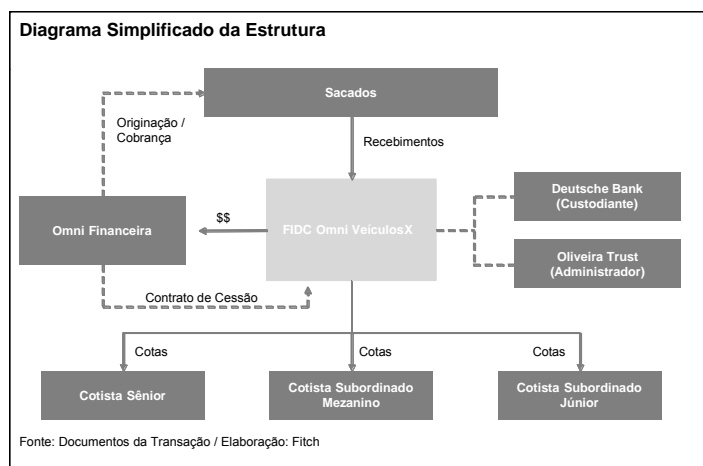 Diagrama Simplificado da Estrutura
Sacados
Originação /
Cobrança
Recebimentos
Deutsche Bank
(Custodiante)
Omni Financeira
$$
FIDC Omni VeículosX
Oliveira Trust
(Administrador)
Contrato de Cessão
Cotas
Cotas
Cotas
Cotista Sênior
Cotista Subordinado
Mezanino
Cotista Subordinado
Júnior
Fonte: Documentos da Transação / Elaboração: Fitch